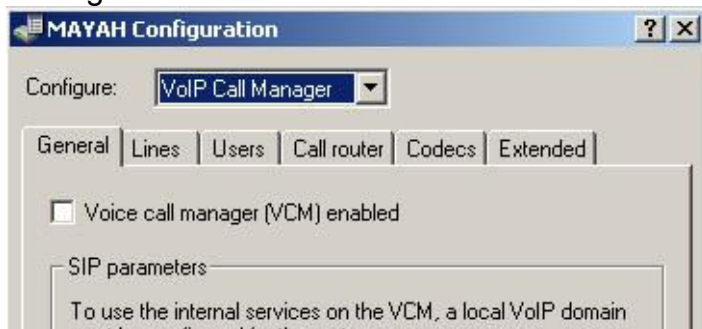 MAYAH Configuration
Configure: VoIP Call Manager
General Lines Users Call router Codecs Extended
Voice call manager (VCM) enabled
SIP parameters
To use the internal services on the VCM, a local VoIP domain